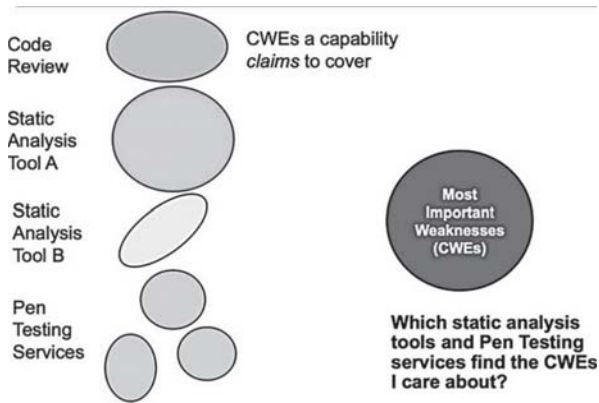 Code
Review
CWEs a capability
claims to cover
Static
Analysis
Tool A
Static
Analysis
Tool B
Pen
Testing
Services
Most
Important
Weaknesses
(CWEs)
Which static analysis
tools and Pen Testing
services find the CWEs
I care about?